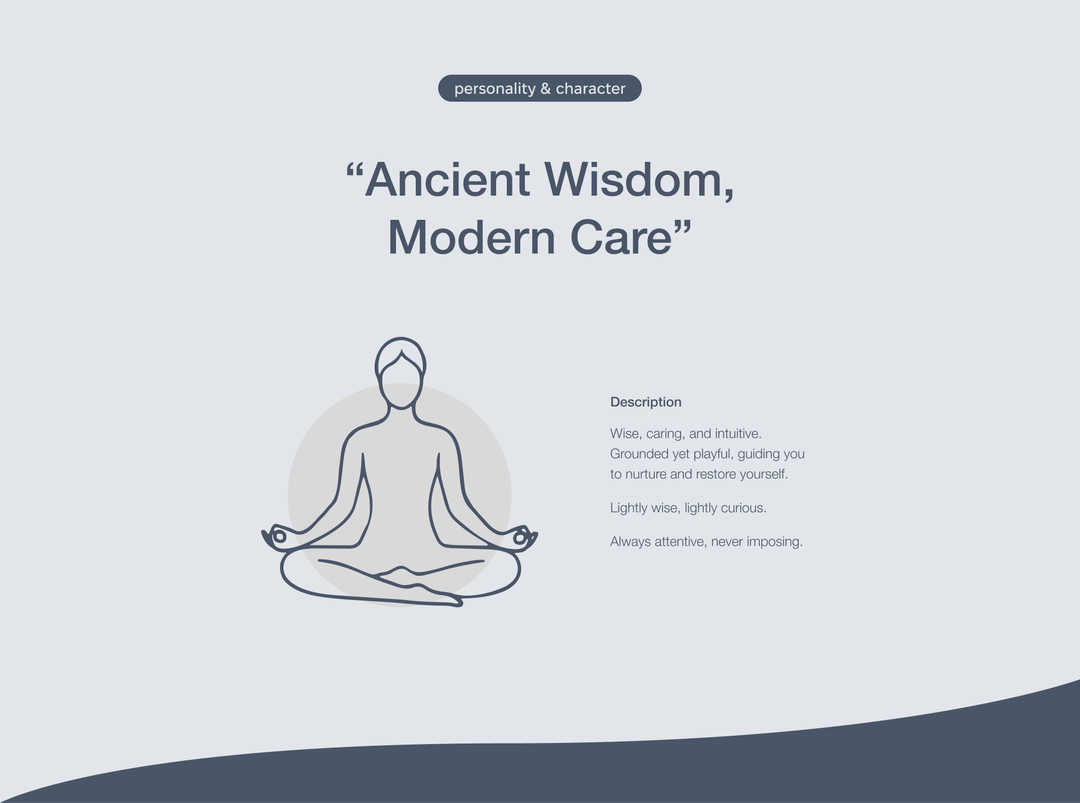 personality & character
“Ancient Wisdom,
Modern Care”
Description
Wise, caring, and intuitive.
Grounded yet playful, guiding you
to nurture and restore yourself.
Lightly wise, lightly curious.
Always attentive, never imposing.